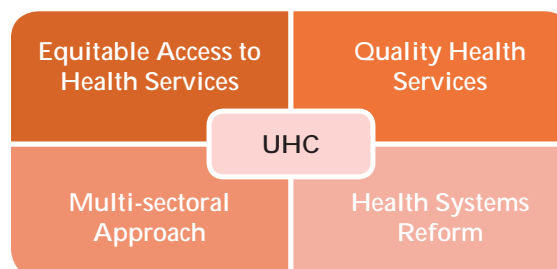 Equitable Access to
Health Services
Quality Health
Services
UHC
Multi-sectoral
Approach
Health Systems
Reform